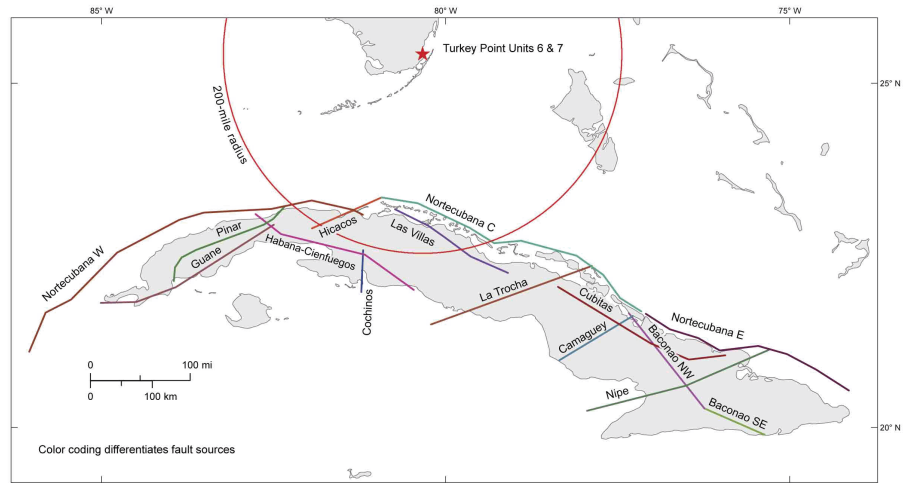 85° W
80° W
75° W
Turkey Point Units 6 & 7
25° N
200-mile radius
Nortecubana C
Pinar
Hicacos
Las Villas
Nortecubana W
Guane
Habana-Cienfuegos
La Trocha
Cubitas
Cochinos
Nortecubana E
Camaguey
Baconao NW
0 100 mi
0 100 km
Nipe
Baconao SE
20° N
Color coding differentiates fault sources